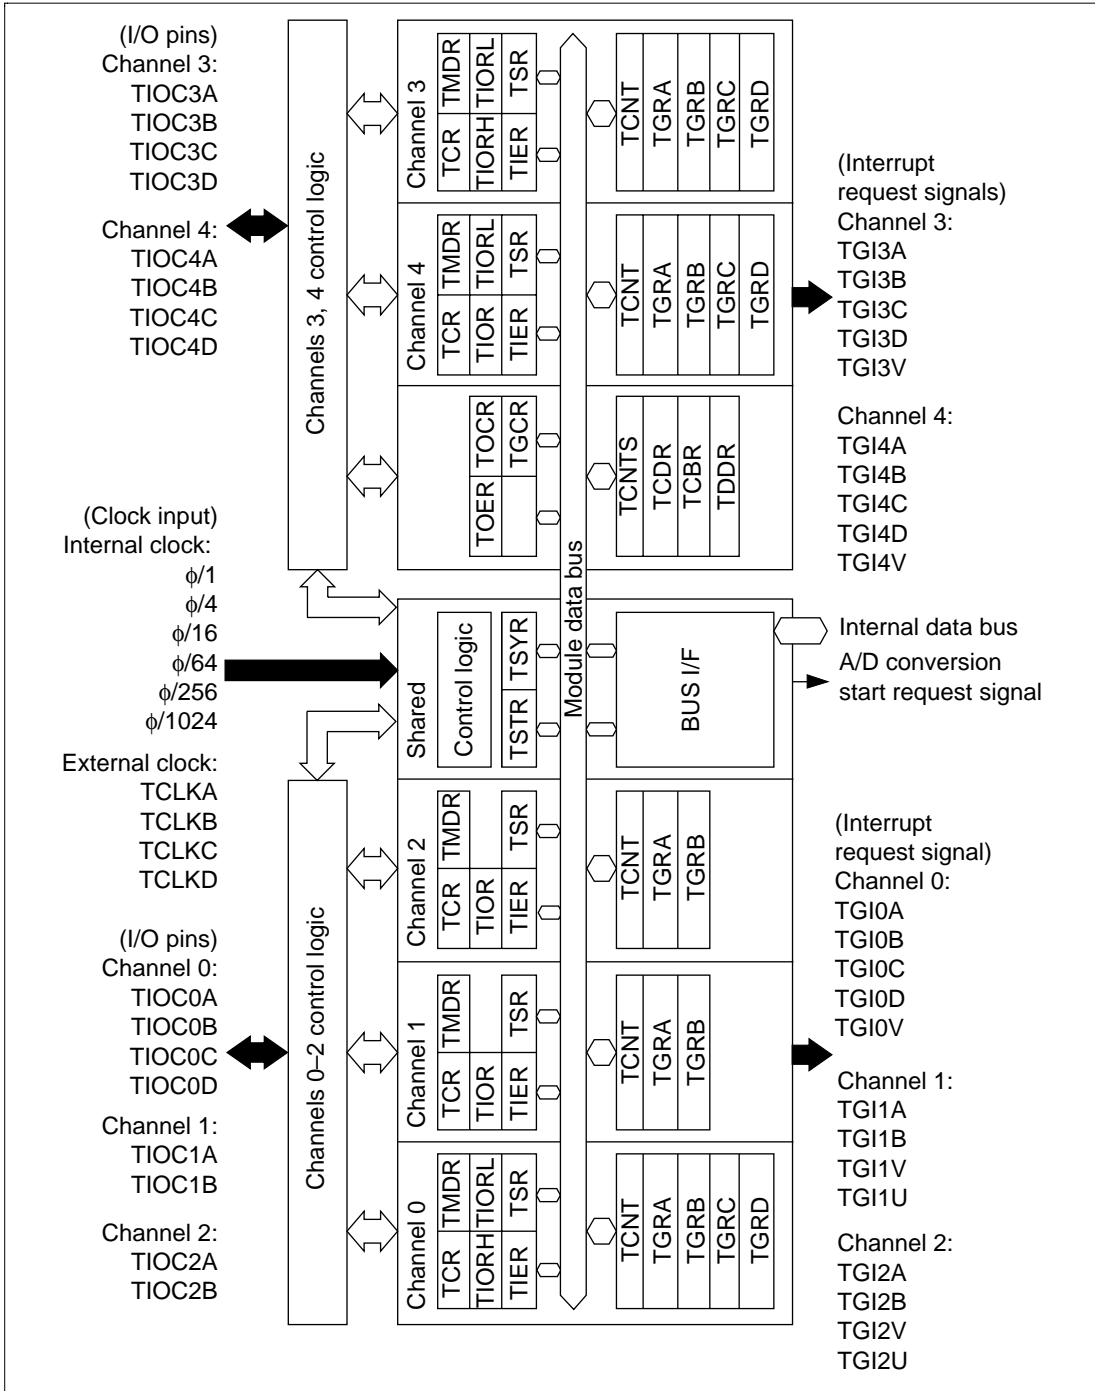 (I/O pins)
Channel 3:
TIOC3A
TIOC3B
TIOC3C
TIOC3D
Channel 4:
TIOC4A
TIOC4B
TIOC4C
TIOC4D
(Clock input)
Internal clock:
ϕ/1
ϕ/4
ϕ/16
ϕ/64
ϕ/256
ϕ/1024
External clock:
TCLKA
TCLKB
TCLKC
TCLKD
(I/O pins)
Channel 0:
TIOC0A
TIOC0B
TIOC0C
TIOC0D
Channel 1:
TIOC1A
TIOC1B
Channel 2:
TIOC2A
TIOC2B
Channels 3, 4 control logic
Channels 0–2 control logic
Channel 3
TCR
TMDR
TIORH
TIORL
TIER
TSR
TCNT
TGRA
TGRB
TGRC
TGRD
Channel 4
TCR
TMDR
TIOR
TIORL
TIER
TSR
TCNT
TGRA
TGRB
TGRC
TGRD
TOER
TOCR
TGCR
TCNTS
TCDR
TCBR
TDDR
Module data bus
Shared
Control logic
TSTR
TSYR
BUS I/F
Channel 2
TCR
TMDR
TIOR
TIER
TSR
TCNT
TGRA
TGRB
Channel 1
TCR
TMDR
TIOR
TIER
TSR
TCNT
TGRA
TGRB
Channel 0
TCR
TMDR
TIORH
TIORL
TIER
TSR
TCNT
TGRA
TGRB
TGRC
TGRD
(Interrupt
request signals)
Channel 3:
TGI3A
TGI3B
TGI3C
TGI3D
TGI3V
Channel 4:
TGI4A
TGI4B
TGI4C
TGI4D
TGI4V
Internal data bus
A/D conversion
start request signal
(Interrupt
request signal)
Channel 0:
TGI0A
TGI0B
TGI0C
TGI0D
TGI0V
Channel 1:
TGI1A
TGI1B
TGI1V
TGI1U
Channel 2:
TGI2A
TGI2B
TGI2V
TGI2U